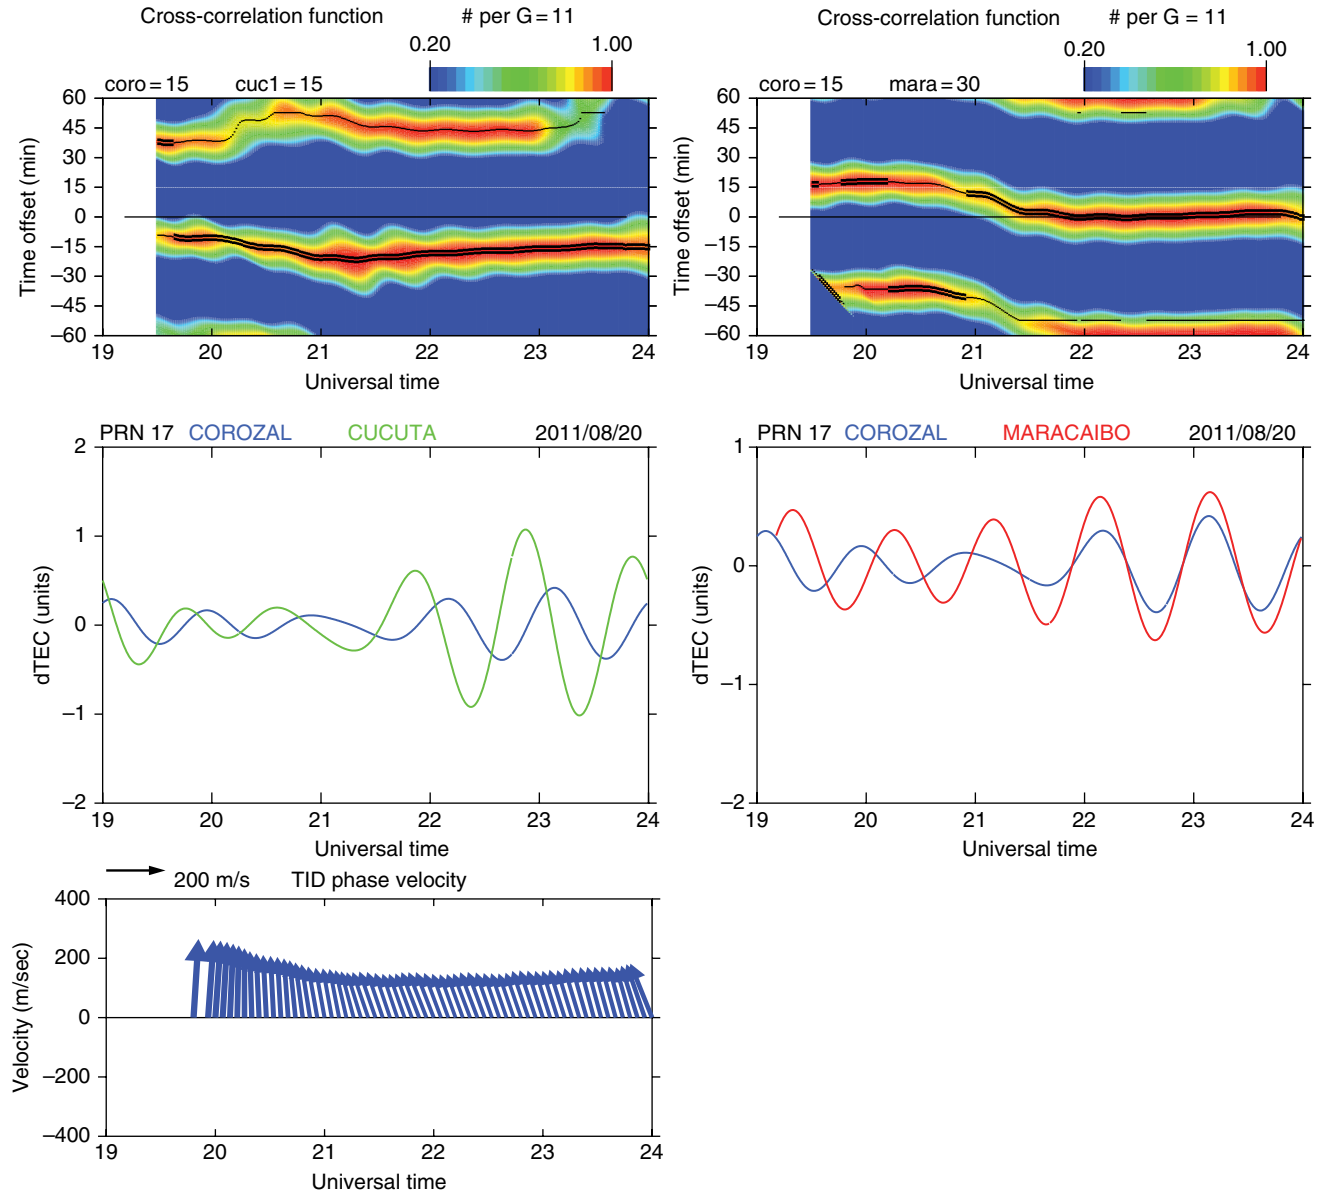 Cross-correlation function # per G = 11
0.20 1.00
coro = 15 cuc1 = 15
60
45
30
15
0
−15
−30
−45
−60
Time offset (min)
19 20 21 22 23 24
Universal time
Cross-correlation function # per G = 11
0.20 1.00
coro = 15 mara = 30
60
45
30
15
0
−15
−30
−45
−60
Time offset (min)
19 20 21 22 23 24
Universal time
PRN 17 COROZAL CUCUTA 2011/08/20
2
1
0
−1
−2
dTEC (units)
19 20 21 22 23 24
Universal time
PRN 17 COROZAL MARACAIBO 2011/08/20
1
0
−1
−2
dTEC (units)
19 20 21 22 23 24
Universal time
200 m/s TID phase velocity
400
200
0
−200
−400
Velocity (m/sec)
19 20 21 22 23 24
Universal time